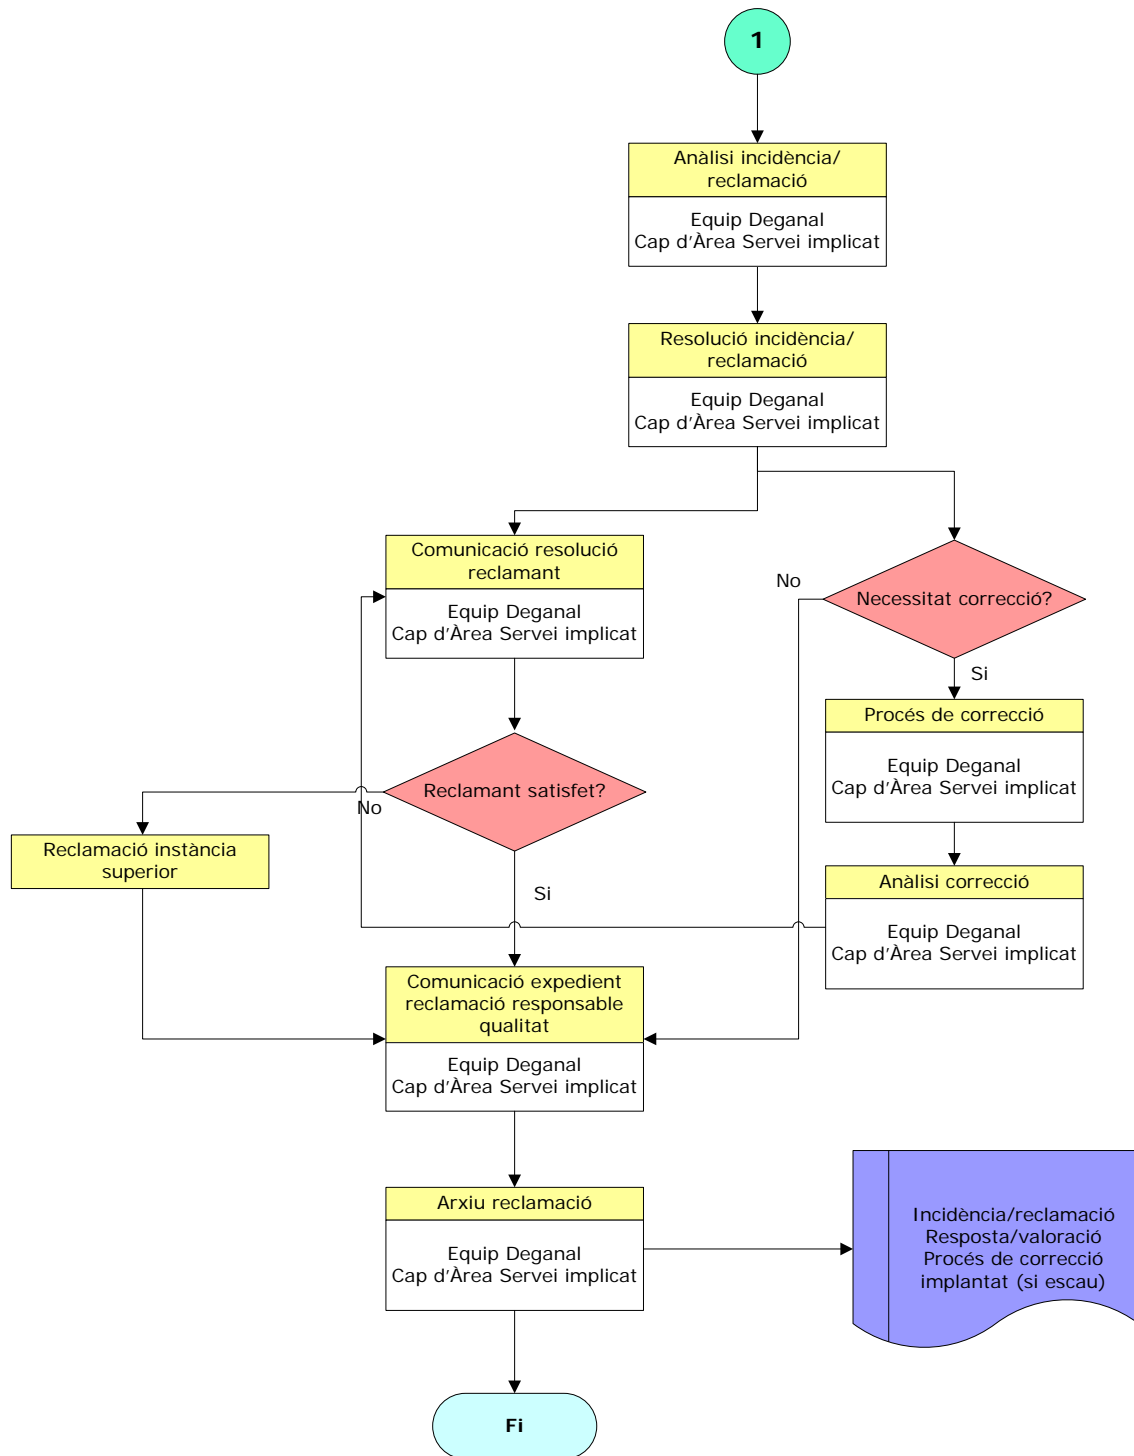 1
Anàlisi incidència/
reclamació
Equip Deganal
Cap d'Àrea Servei implicat
Resolució incidència/
reclamació
Equip Deganal
Cap d'Àrea Servei implicat
Comunicació resolució
reclamant
Equip Deganal
Cap d'Àrea Servei implicat
No
Necessitat correcció?
Si
Procés de correcció
Equip Deganal
Cap d'Àrea Servei implicat
Reclamant satisfet?
No
Si
Reclamació instància
superior
Anàlisi correcció
Equip Deganal
Cap d'Àrea Servei implicat
Comunicació expedient
reclamació responsable
qualitat
Equip Deganal
Cap d'Àrea Servei implicat
Arxiu reclamació
Equip Deganal
Cap d'Àrea Servei implicat
Incidència/reclamació
Resposta/valoració
Procés de correcció
implantat (si escau)
Fi